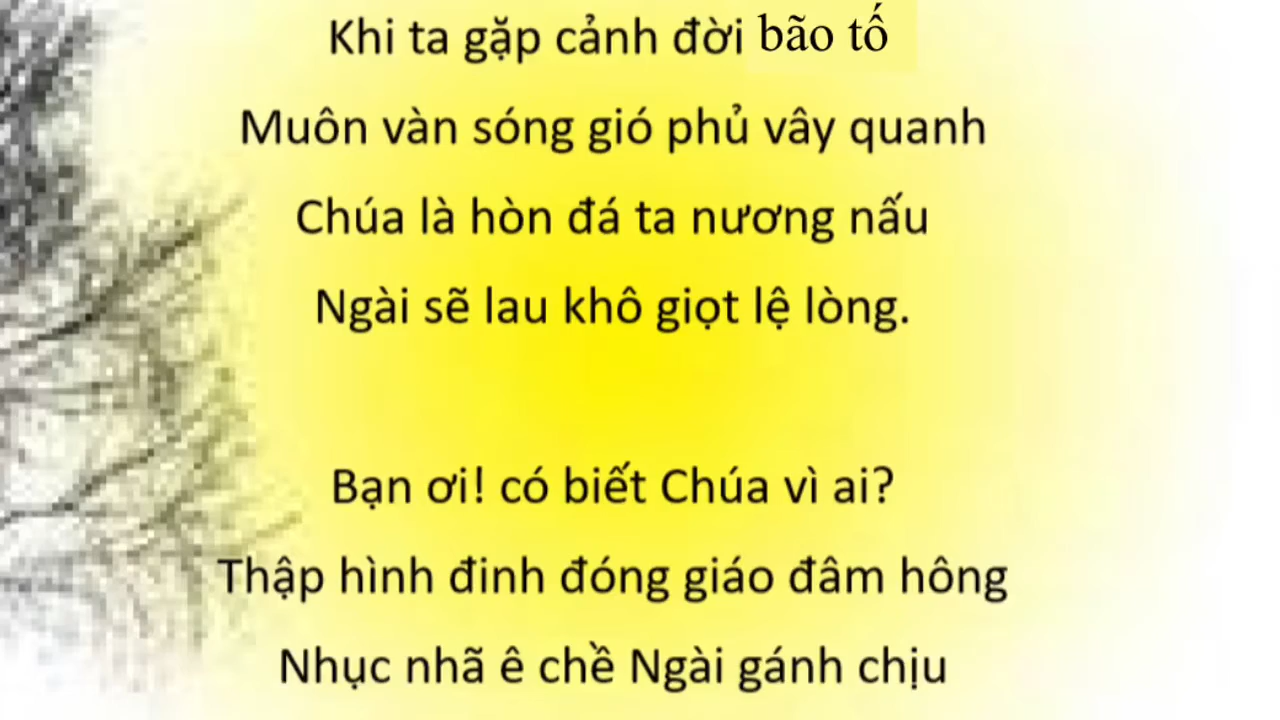 Khi ta gặp cảnh đời bão tố
Muôn vàn sóng gió phủ vây quanh
Chúa là hòn đá ta nương nấu
Ngài sẽ lau khô giọt lệ lòng.
Bạn ơi! có biết Chúa vì ai?
Thập hình đinh đóng giáo đâm hông
Nhục nhã ê chề Ngài gánh chịu